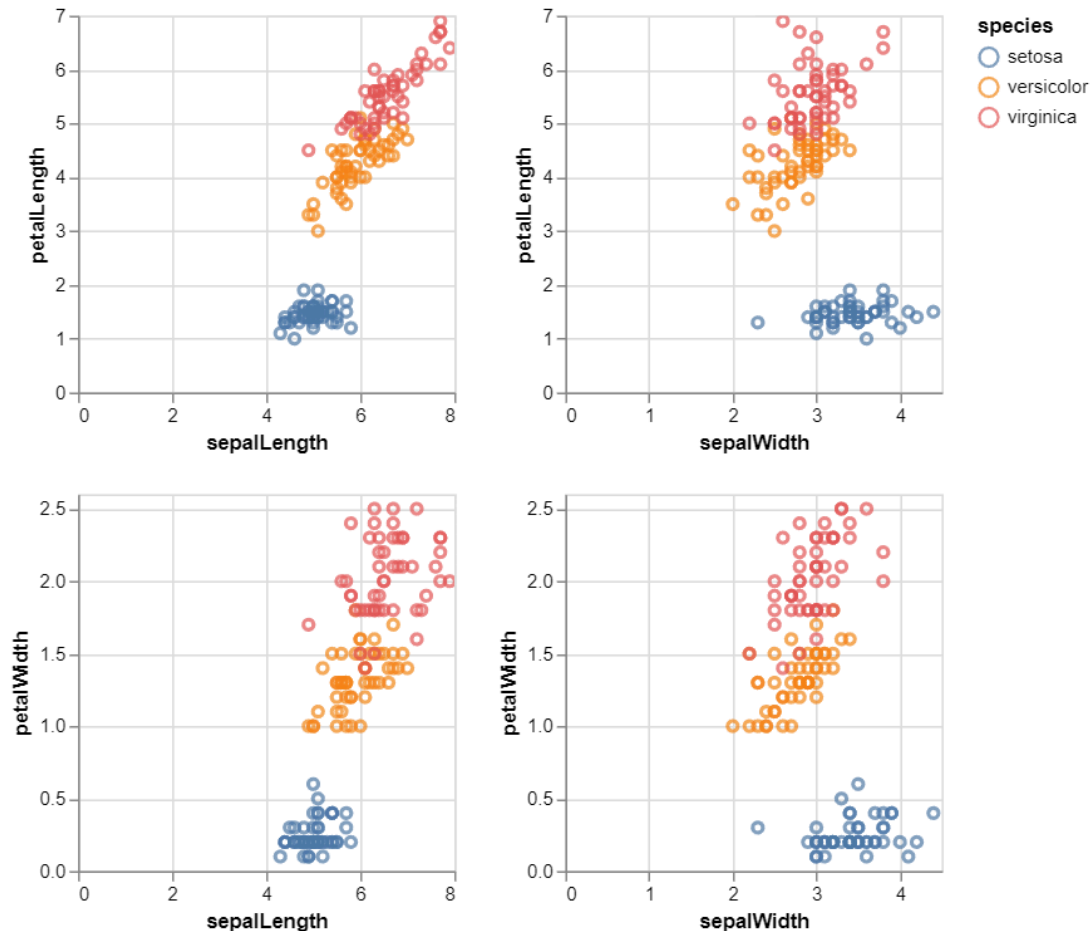 7
6
5
4
3
2
1
0
petalLength
0 2 4 6 8
sepalLength
7
6
5
4
3
2
1
0
petalLength
0 1 2 3 4
sepalWidth
species
setosa
versicolor
virginica
2.5
2.0
1.5
1.0
0.5
0.0
petalWidth
0 2 4 6 8
sepalLength
2.5
2.0
1.5
1.0
0.5
0.0
petalWidth
0 1 2 3 4
sepalWidth